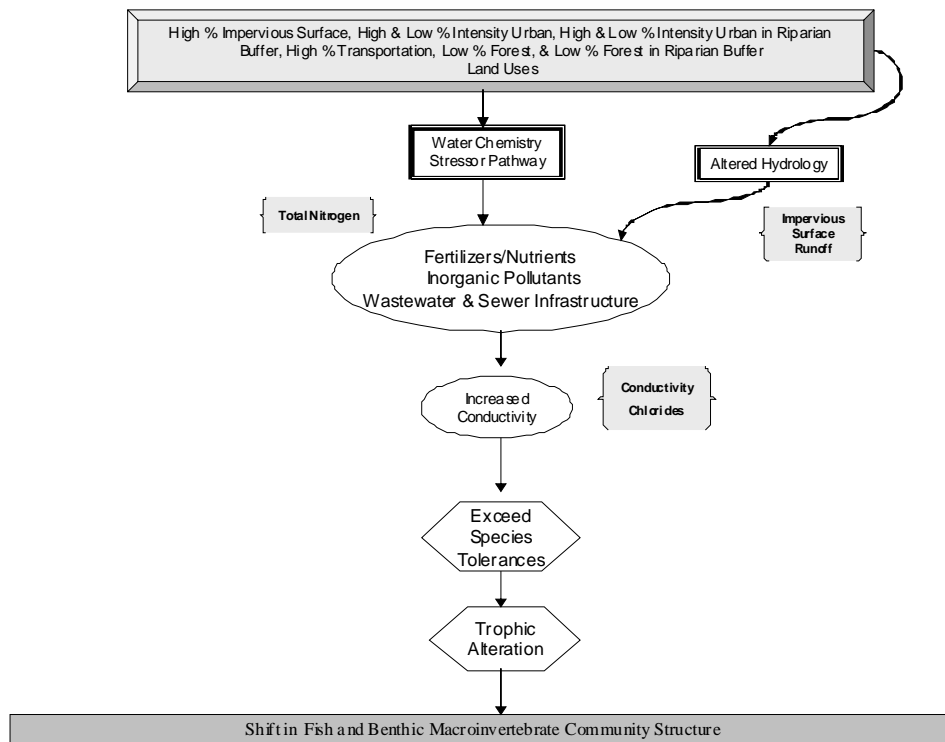 High % Impervious Surface, High & Low % Intensity Urban, High & Low % Intensity Urban in Riparian
Buffer, High % Transportation, Low % Forest, & Low % Forest in Riparian Buffer
Land Uses
Water Chemistry
Stressor Pathway
Altered Hydrology
Total Nitrogen
Impervious
Surface
Runoff
Fertilizers/Nutrients
Inorganic Pollutants
Wastewater & Sewer Infrastructure
Increased
Conductivity
Conductivity
Chlorides
Exceed
Species
Tolerances
Trophic
Alteration
Shift in Fish and Benthic Macroinvertebrate Community Structure